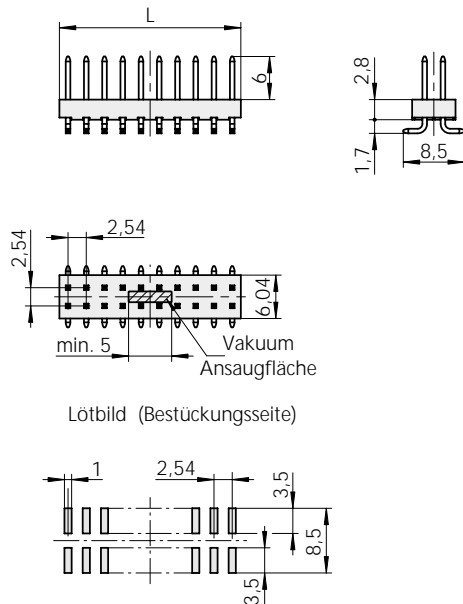 L
6
2,8
1,7
8,5
2,54
2,54
6,04
min. 5
Vakuum
Ansaugfläche
Lötbild (Bestückungsseite)
1
2,54
3,5
8,5
3,5